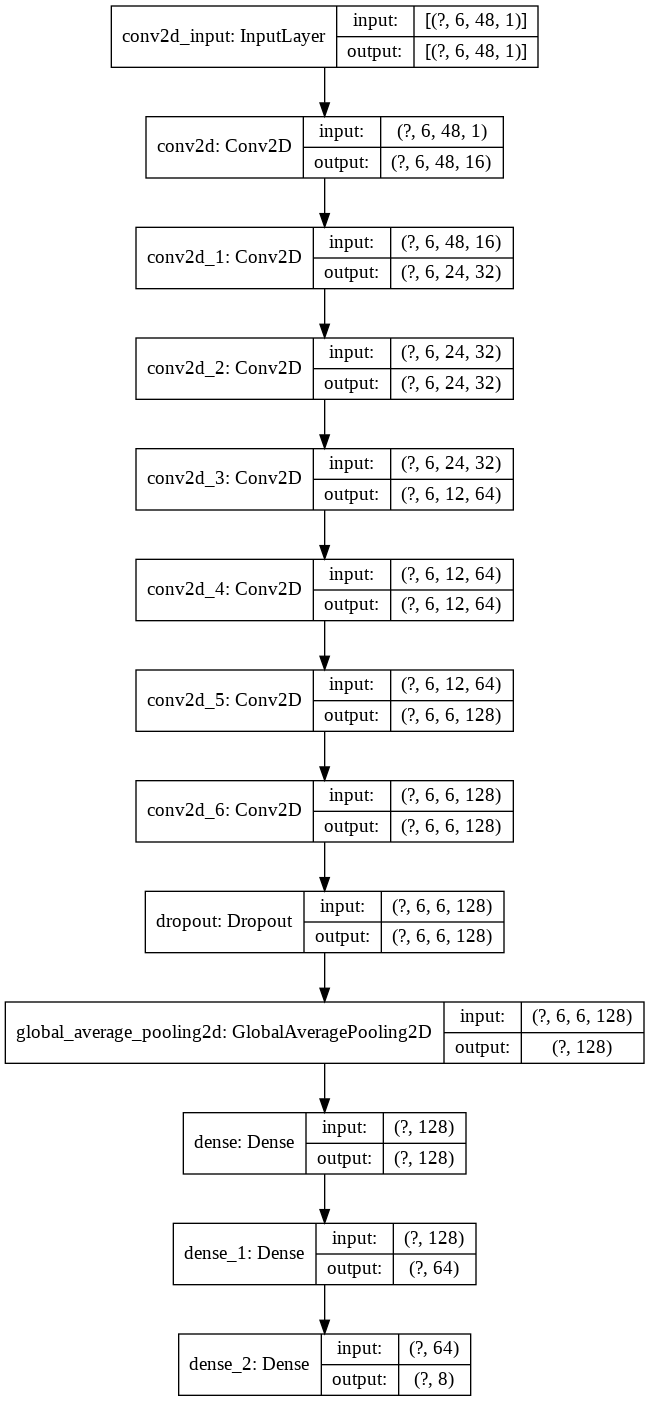 conv2d_input: InputLayer
input: [(?, 6, 48, 1)]
output: [(?, 6, 48, 1)]
conv2d: Conv2D
input: (?, 6, 48, 1)
output: (?, 6, 48, 16)
conv2d_1: Conv2D
input: (?, 6, 48, 16)
output: (?, 6, 24, 32)
conv2d_2: Conv2D
input: (?, 6, 24, 32)
output: (?, 6, 24, 32)
conv2d_3: Conv2D
input: (?, 6, 24, 32)
output: (?, 6, 12, 64)
conv2d_4: Conv2D
input: (?, 6, 12, 64)
output: (?, 6, 12, 64)
conv2d_5: Conv2D
input: (?, 6, 12, 64)
output: (?, 6, 6, 128)
conv2d_6: Conv2D
input: (?, 6, 6, 128)
output: (?, 6, 6, 128)
dropout: Dropout
input: (?, 6, 6, 128)
output: (?, 6, 6, 128)
global_average_pooling2d: GlobalAveragePooling2D
input: (?, 6, 6, 128)
output: (?, 128)
dense: Dense
input: (?, 128)
output: (?, 128)
dense_1: Dense
input: (?, 128)
output: (?, 64)
dense_2: Dense
input: (?, 64)
output: (?, 8)